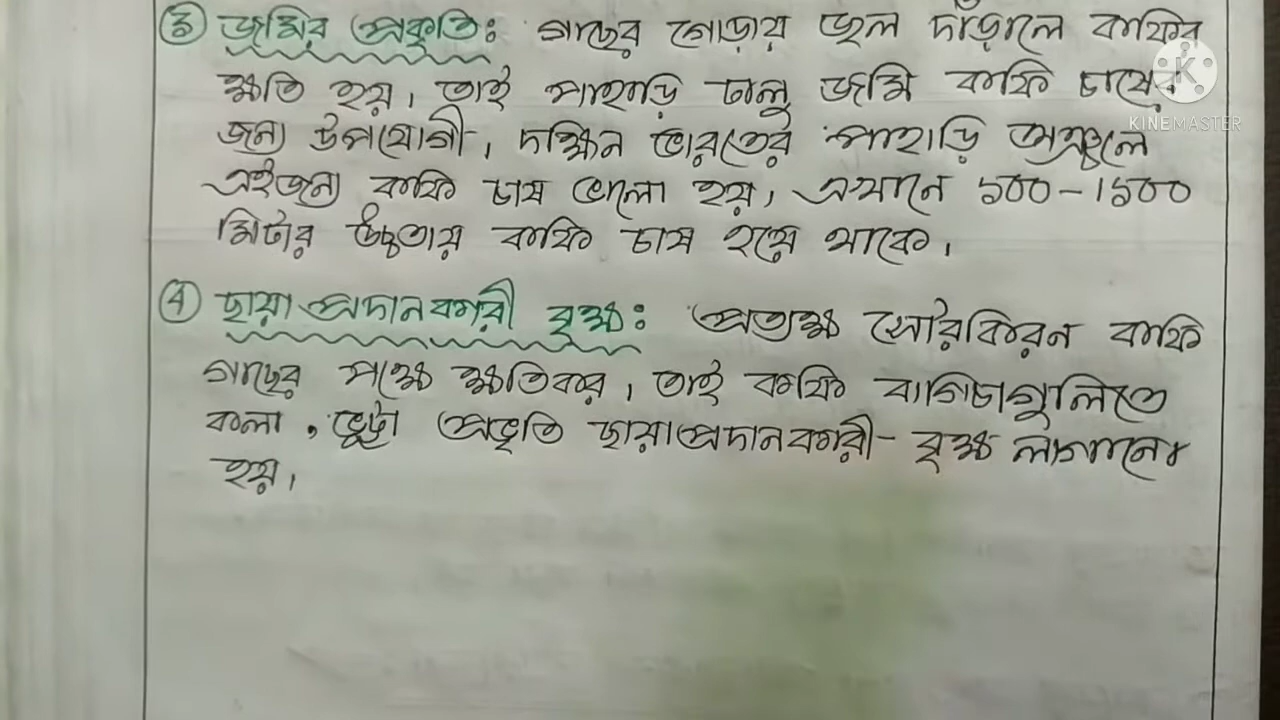 ③ জমির প্রকৃতি: গাছের গোড়ায় জল দাঁড়ালে কফির
ক্ষতি হয়। তাই পাহাড়ি ঢালু জমি কফি চাষের
জন্য উপযোগী। দক্ষিন ভারতের পাহাড়ি অঞ্চলে
এইজন্য কফি চাষ ভালো হয়। এখানে ৬০০-১৬০০
মিটার উচ্চতায় কফি চাষ হয়ে থাকে।
④ ছায়াপ্রদানকারী বৃক্ষ: প্রত্যক্ষ সৌরকিরন কফি
গাছের পক্ষে ক্ষতিকর। তাই কফি বাগিচাগুলিতে
কলা, ভুট্টা প্রভৃতি ছায়াপ্রদানকারী বৃক্ষ লাগানো
হয়।
K
KINEMASTER